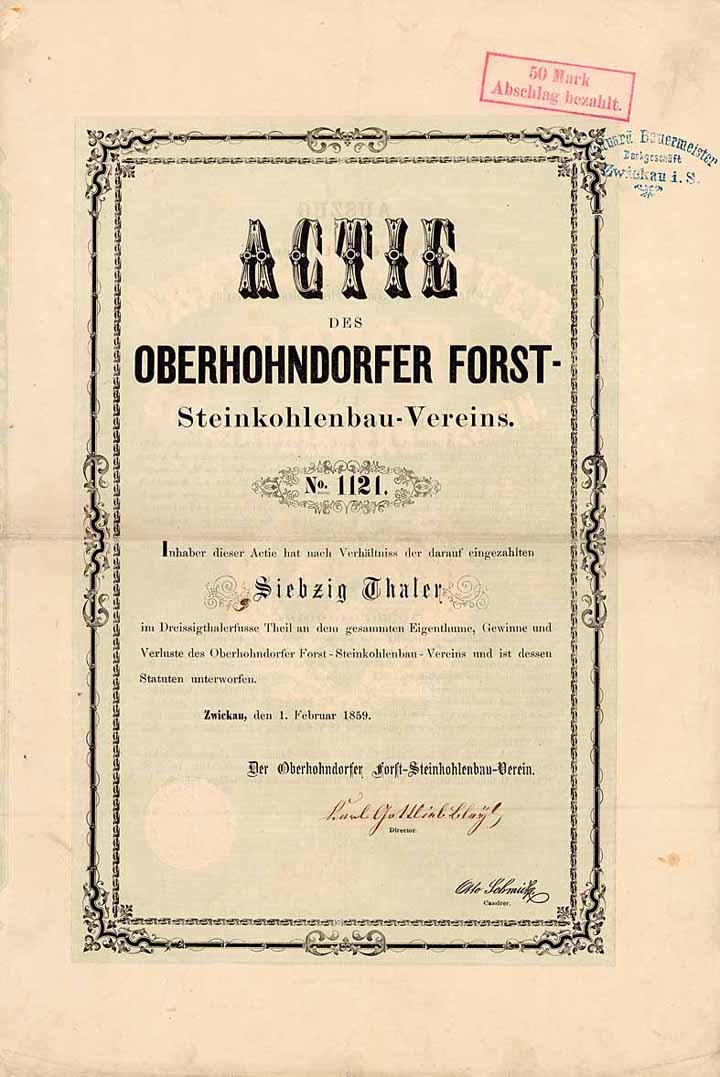 50 Mark
Abschlag bezahlt.
Bauermeister
Zwickau i. S.
ACTIE
DES
OBERHOHNDORFER FORST-
Steinkohlenbau-Vereins.
No. 1121.
Inhaber dieser Actie hat nach Verhältniss der darauf eingezahlten
Siebzig Thaler
im Dreissigthalerfusse Theil an dem gesammten Eigenthume, Gewinne und
Verluste des Oberhohndorfer Forst-Steinkohlenbau-Vereins und ist dessen
Statuten unterworfen.
Zwickau, den 1. Februar 1859.
Der Oberhohndorfer Forst-Steinkohlenbau-Verein.
Karl Gottlieb
Director.
Otto
Cassirer.